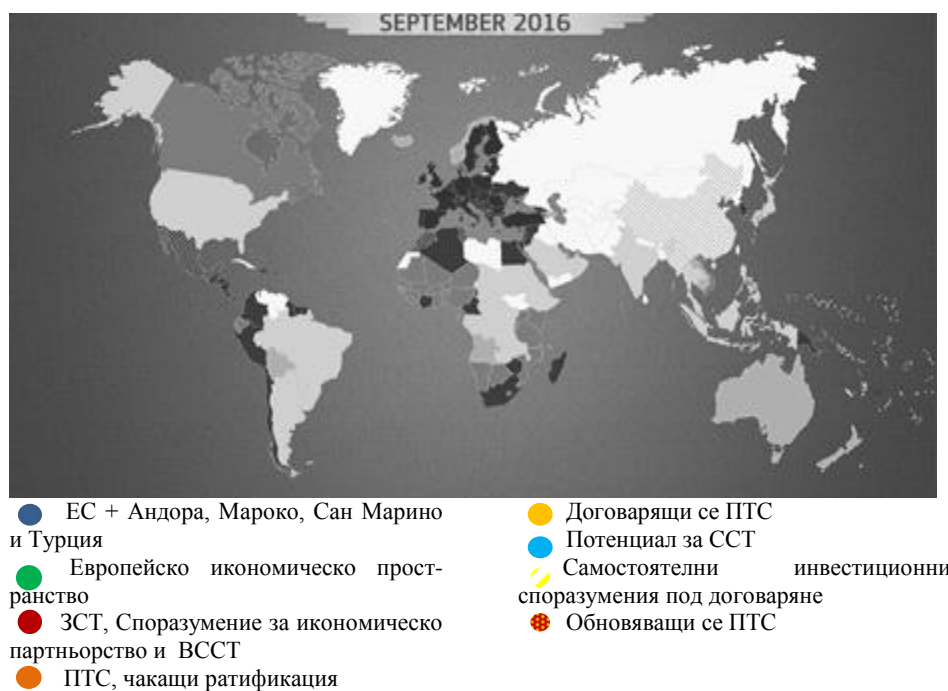 SEPTEMBER 2016
ЕС + Андора, Мароко, Сан Марино
и Турция
Европейско икономическо прост-
ранство
ЗСТ, Споразумение за икономическо
партньорство и ВССТ
ПТС, чакащи ратификация
Договарящи се ПТС
Потенциал за ССТ
Самостоятелни инвестиционни
споразумения под договаряне
Обновяващи се ПТС